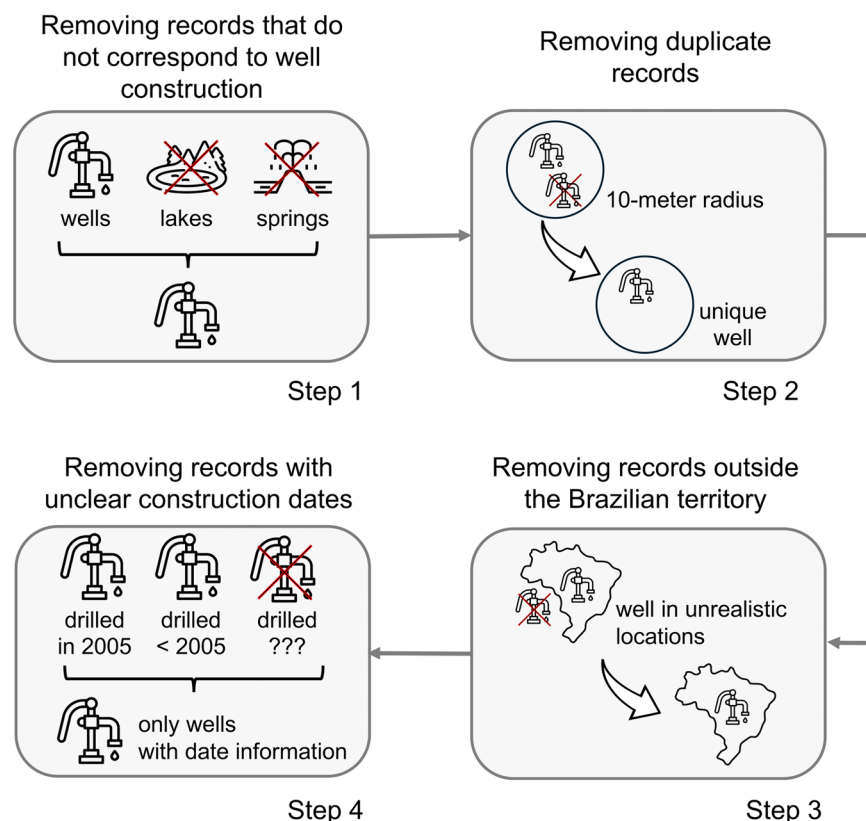 Removing records that do
not correspond to well
construction
wells
lakes
springs
Step 1
Removing duplicate
records
10-meter radius
unique
well
Step 2
Removing records outside
the Brazilian territory
well in unrealistic
locations
Step 3
Removing records with
unclear construction dates
drilled
in 2005
drilled
< 2005
drilled
???
only wells
with date information
Step 4